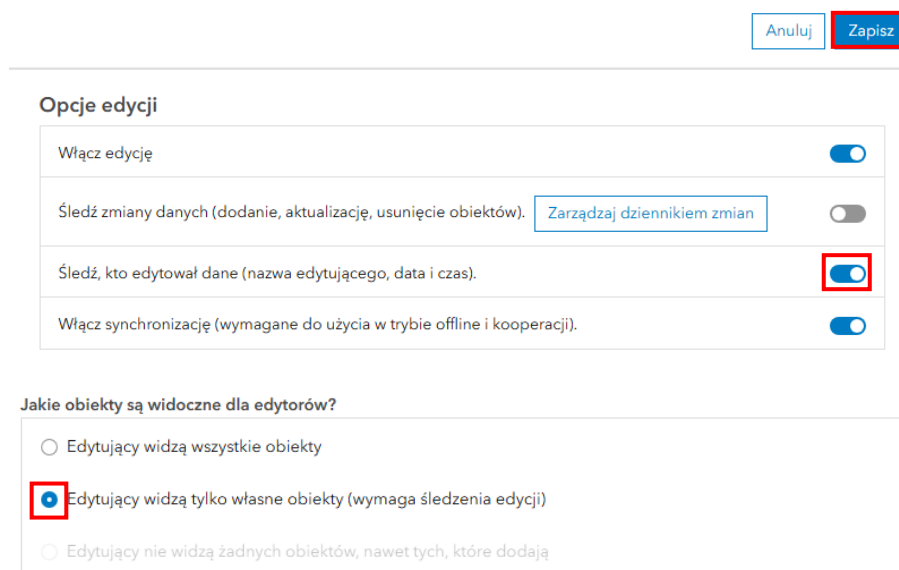 Anuluj
Zapisz
Opcje edycji
Włącz edycję
Śledź zmiany danych (dodanie, aktualizację, usunięcie obiektów).
Zarządzaj dziennikiem zmian
Śledź, kto edytował dane (nazwa edytującego, data i czas).
Włącz synchronizację (wymagane do użycia w trybie offline i kooperacji).
Jakie obiekty są widoczne dla edytorów?
Edytujący widzą wszystkie obiekty
Edytujący widzą tylko własne obiekty (wymaga śledzenia edycji)
Edytujący nie widzą żadnych obiektów, nawet tych, które dodają